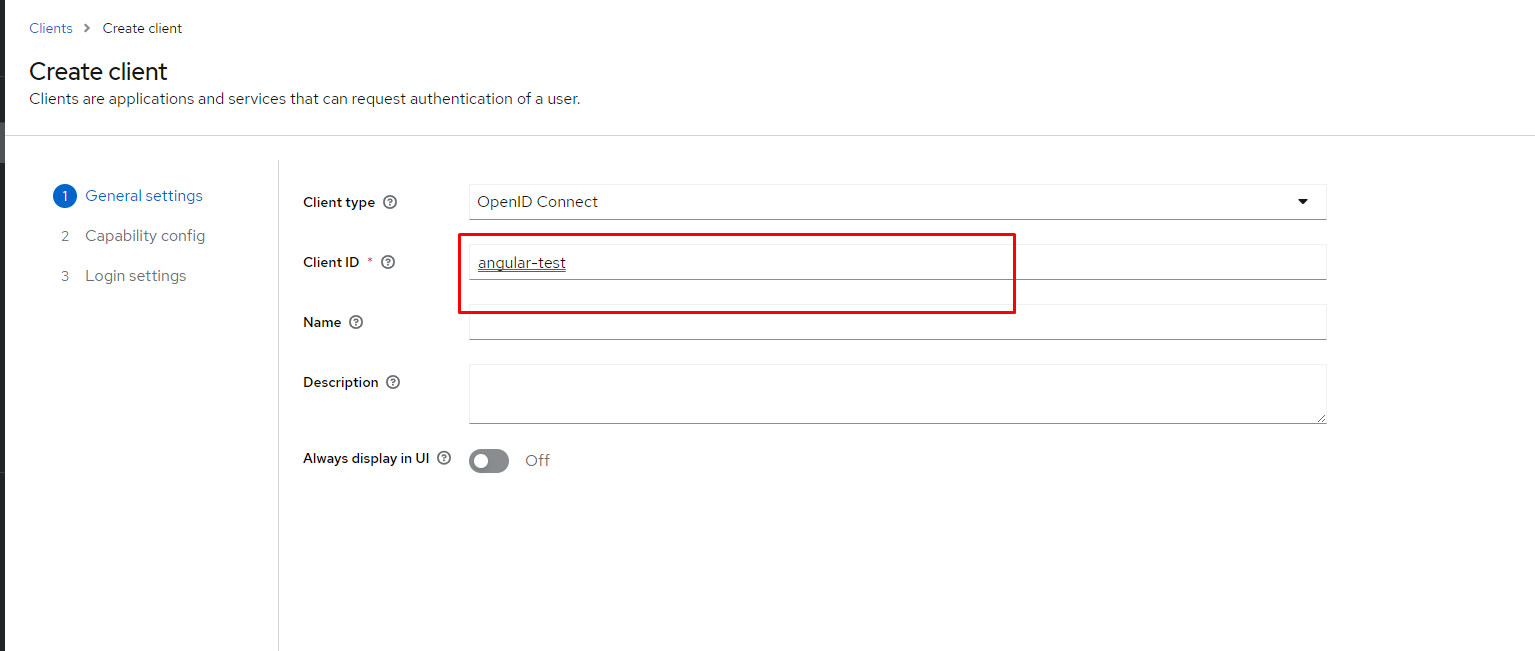 Clients > Create client
Create client
Clients are applications and services that can request authentication of a user.
1 General settings
2 Capability config
3 Login settings
Client type ? OpenID Connect
Client ID * ? angular-test
Name ?
Description ?
Always display in UI ? Off